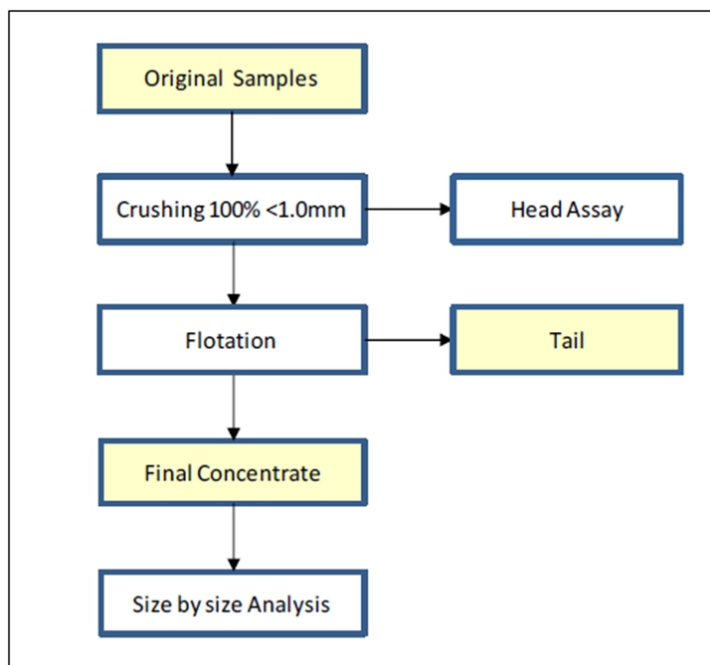 Original Samples
Crushing 100% <1.0mm
Head Assay
Flotation
Tail
Final Concentrate
Size by size Analysis